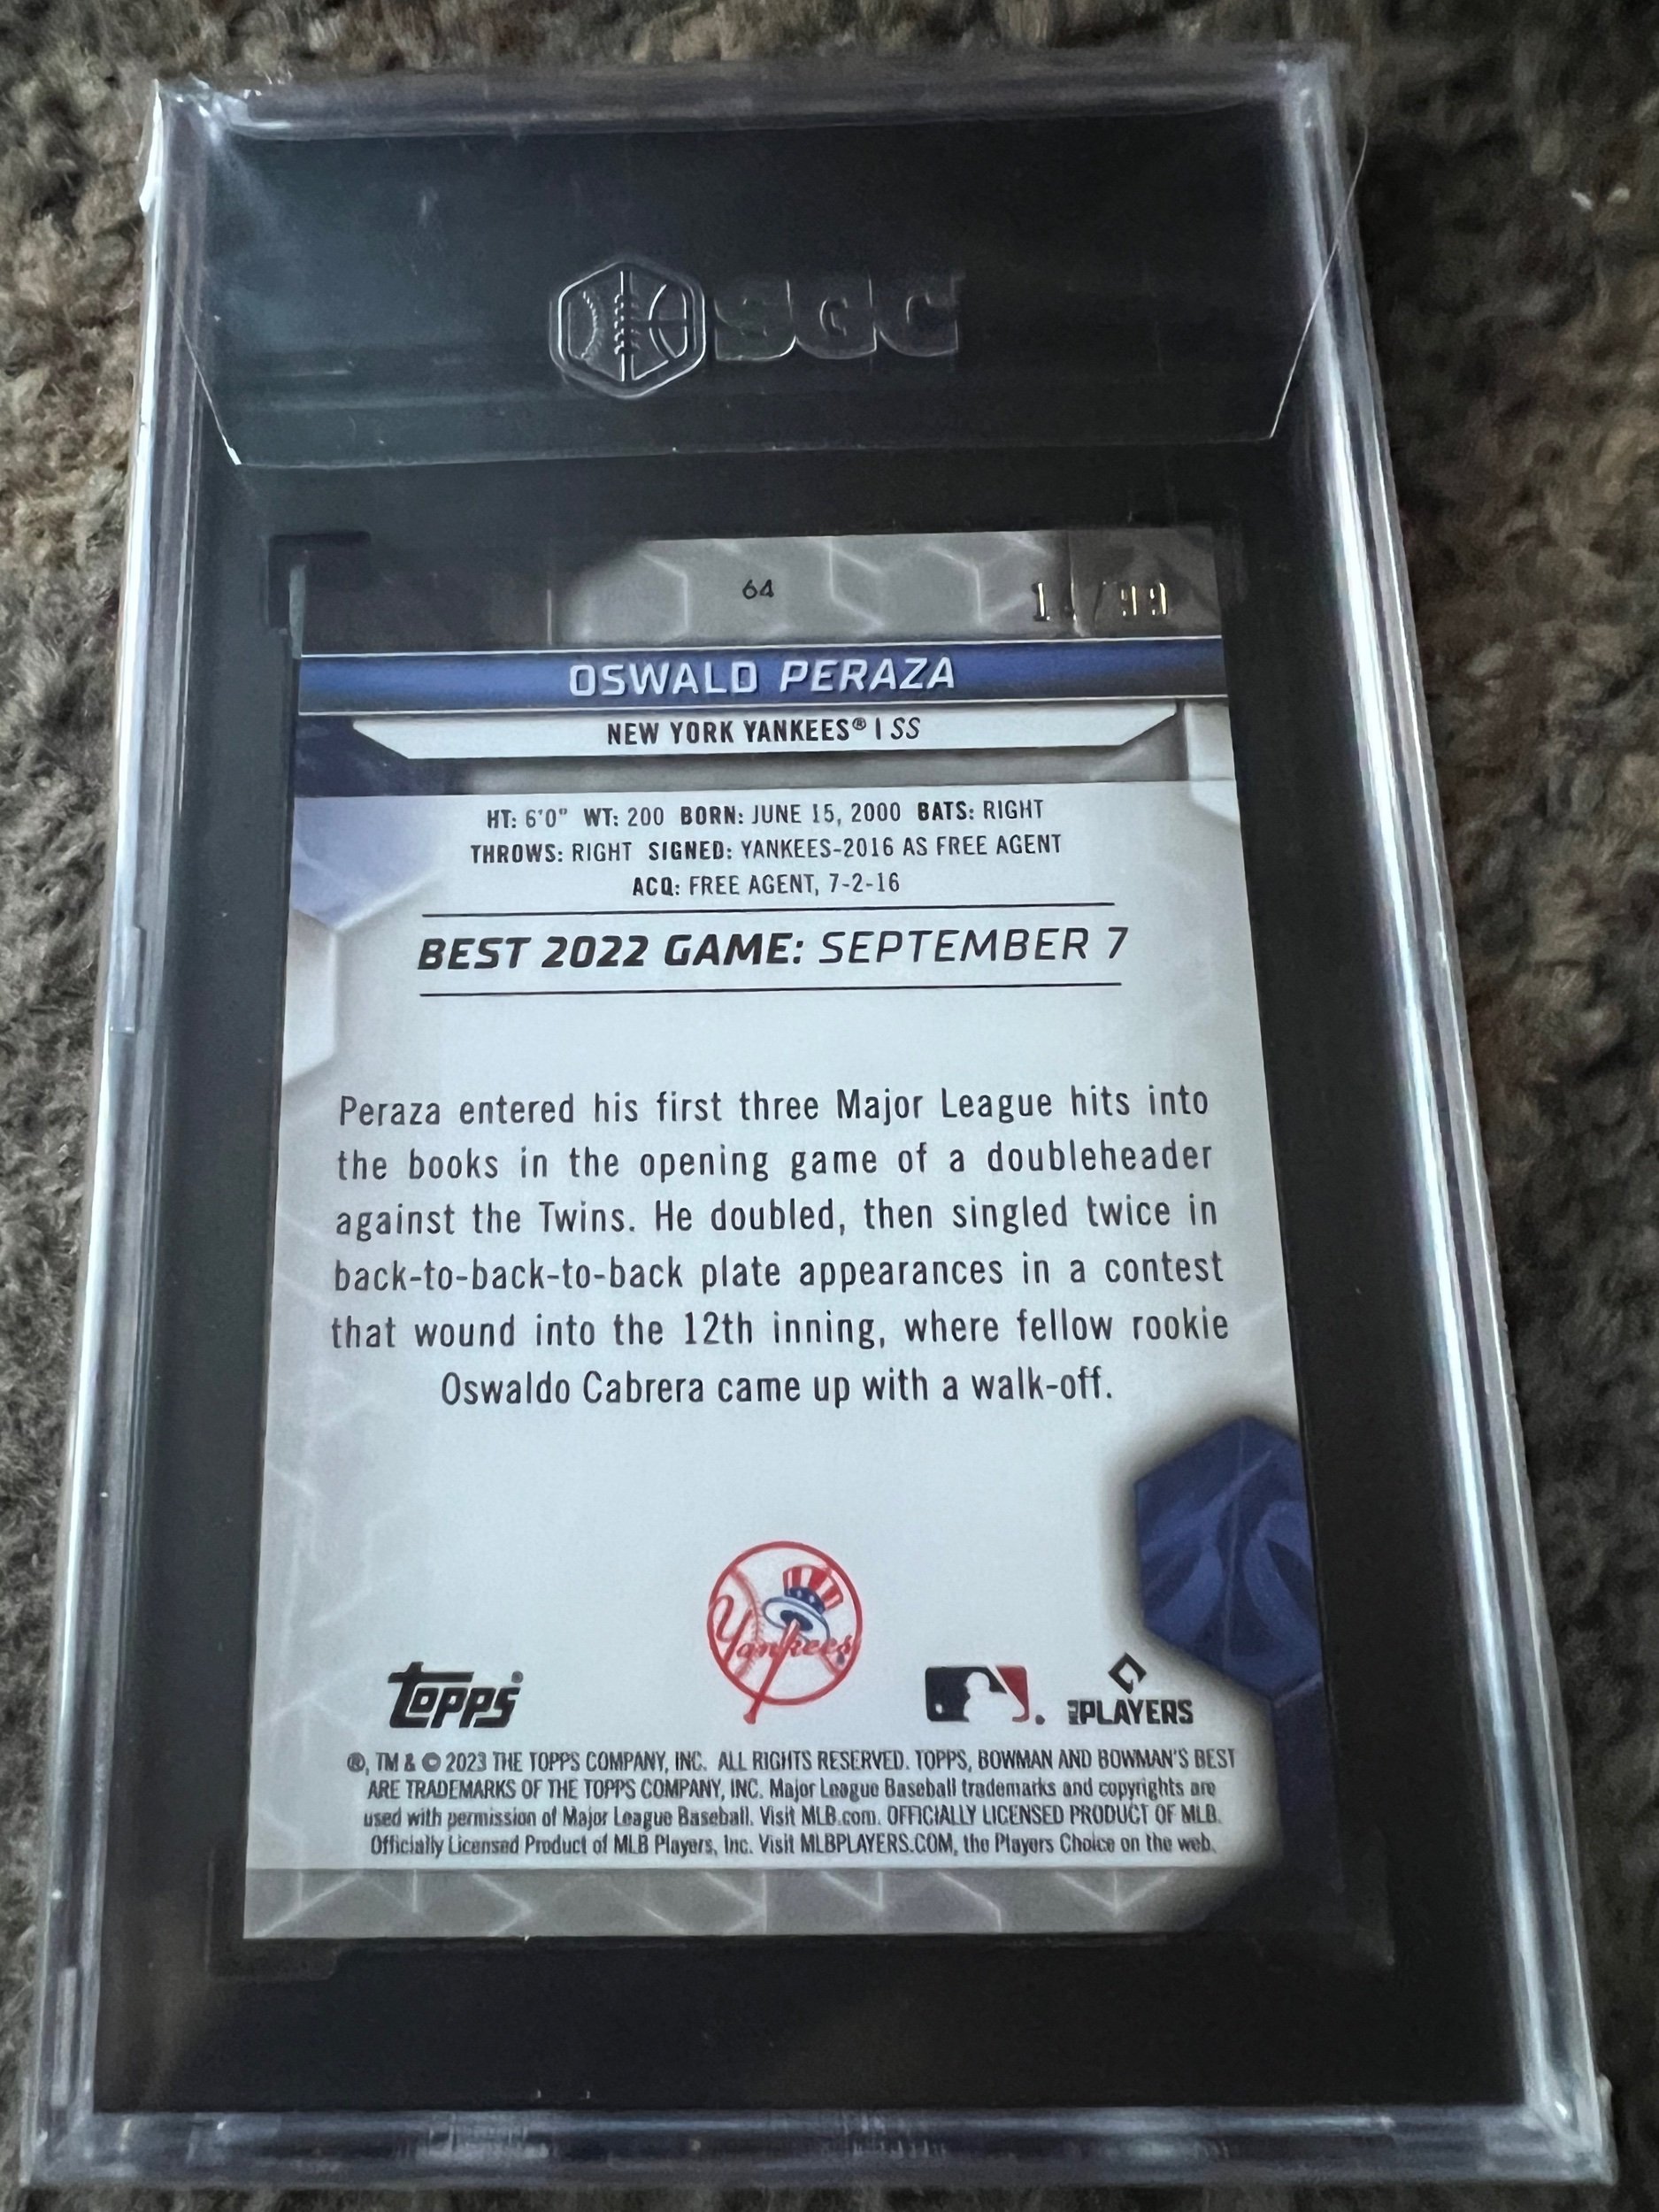 SGC
64
/99
OSWALD PERAZA
NEW YORK YANKEES® | SS
HT: 6'0" WT: 200 BORN: JUNE 15, 2000 BATS: RIGHT
THROWS: RIGHT SIGNED: YANKEES-2016 AS FREE AGENT
ACQ: FREE AGENT, 7-2-16
BEST 2022 GAME: SEPTEMBER 7
Peraza entered his first three Major League hits into
the books in the opening game of a doubleheader
against the Twins. He doubled, then singled twice in
back-to-back-to-back plate appearances in a contest
that wound into the 12th inning, where fellow rookie
Oswaldo Cabrera came up with a walk-off.
Yankees
Topps®
PLAYERS
®, TM & © 2023 THE TOPPS COMPANY, INC. ALL RIGHTS RESERVED. TOPPS, BOWMAN AND BOWMAN'S BEST
ARE TRADEMARKS OF THE TOPPS COMPANY, INC. Major League Baseball trademarks and copyrights are
used with permission of Major League Baseball. Visit MLB.com. OFFICIALLY LICENSED PRODUCT OF MLB.
Officially Licensed Product of MLB Players, Inc. Visit MLBPLAYERS.COM, the Players Choice on the web.